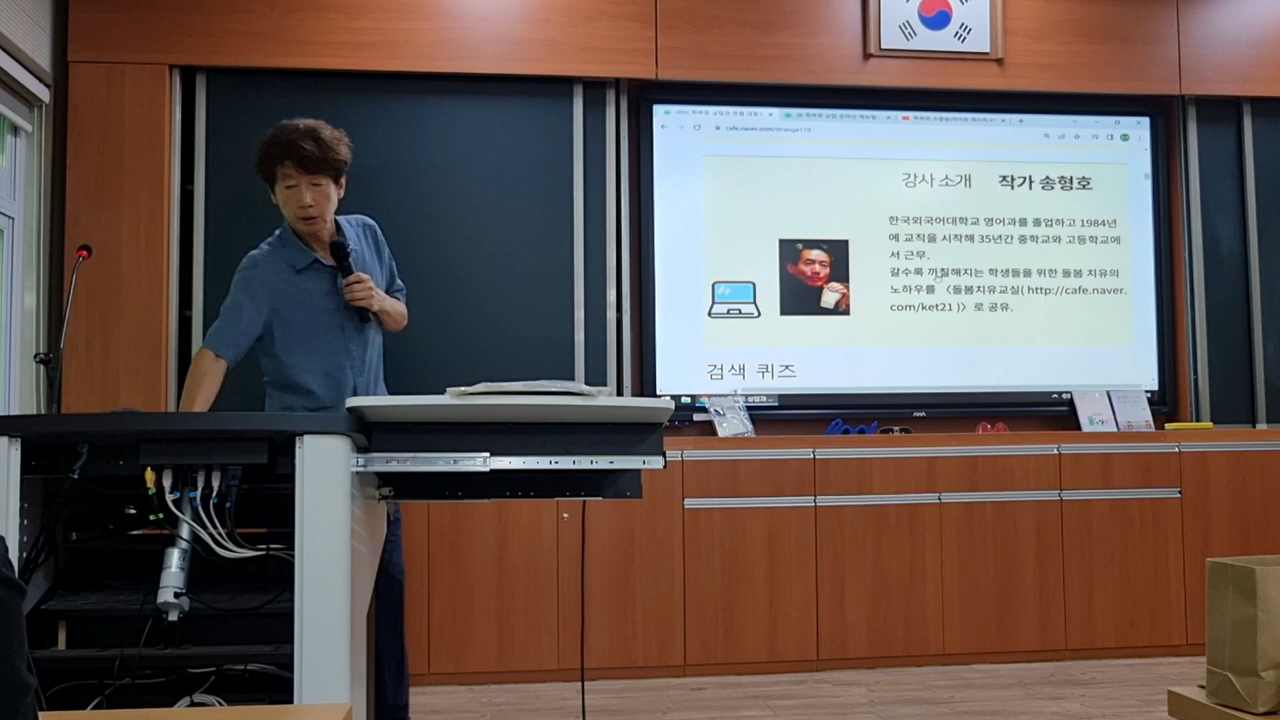 cafe.naver.com/strange119
강사 소개 작가 송형호
한국외국어대학교 영어과를 졸업하고 1984년
에 교직을 시작해 35년간 중학교와 고등학교에
서 근무.
갈수록 까칠해지는 학생들을 위한 돌봄 치유의
노하우를 〈돌봄치유교실( http://cafe.naver.
com/ket21 )〉로 공유.
검색 퀴즈